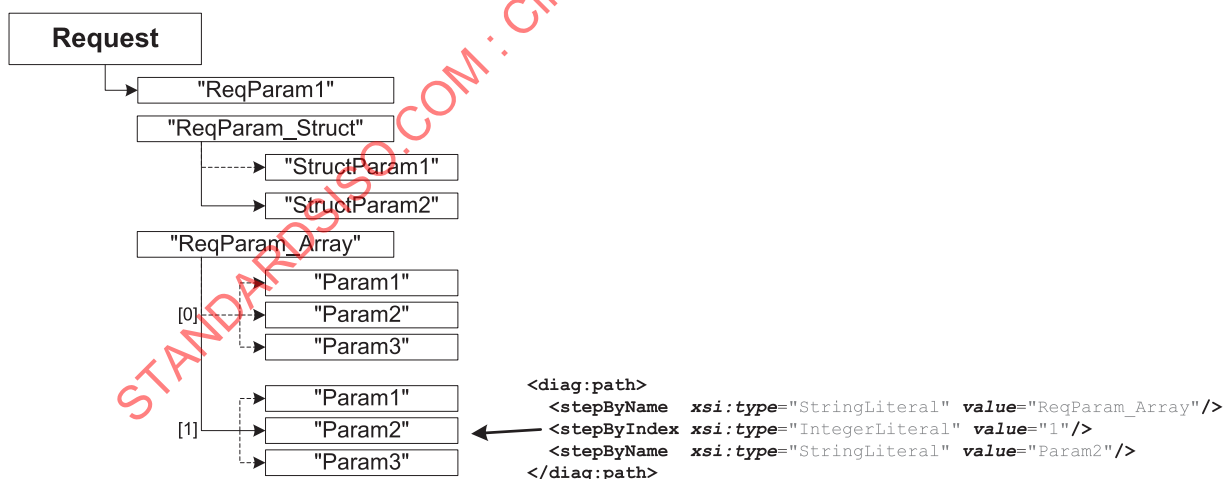 Request
"ReqParam1"
"ReqParam_Struct"
"StructParam1"
"StructParam2"
"ReqParam_Array"
[0]
"Param1"
"Param2"
"Param3"
[1]
"Param1"
"Param2"
"Param3"
<diag:path>
<stepByName xsi:type="StringLiteral" value="ReqParam_Array"/>
<stepByIndex xsi:type="IntegerLiteral" value="1"/>
<stepByName xsi:type="StringLiteral" value="Param2"/>
</diag:path>
STANDARDSISO.COM :